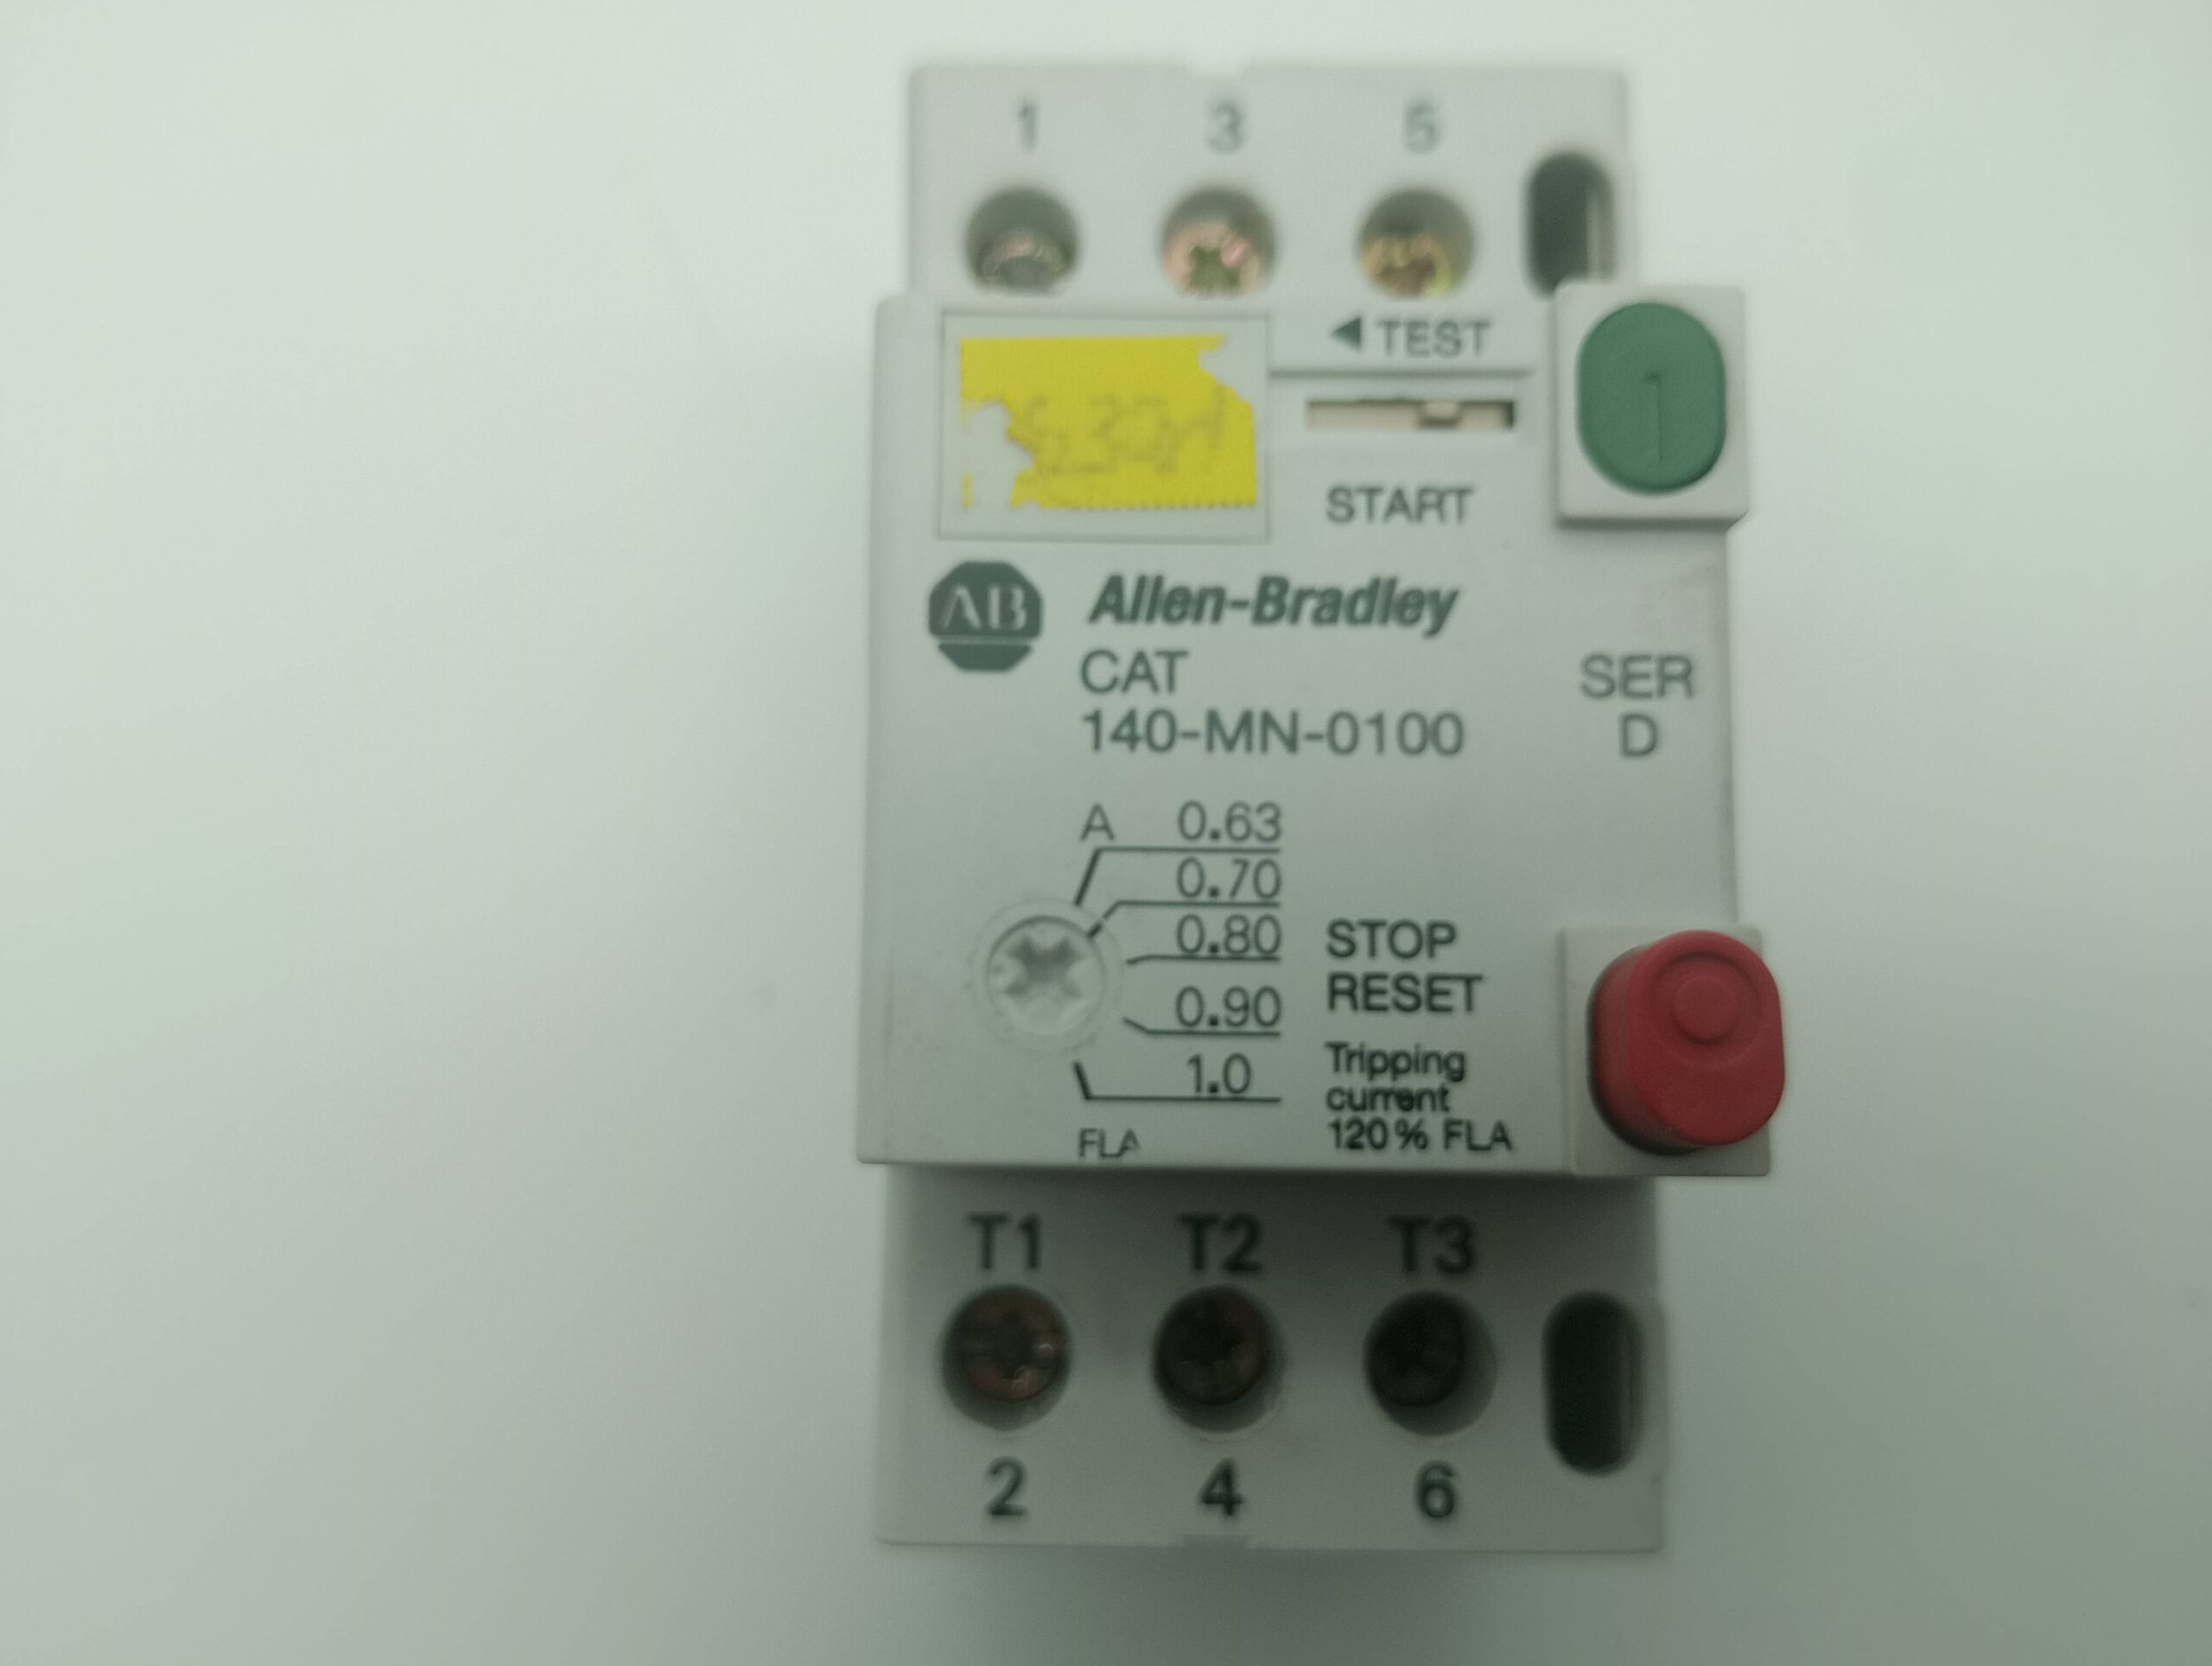 1 3 5
◄ TEST
1
START
AB Allen-Bradley
CAT
140-MN-0100
SER
D
A 0.63
0.70
0.80
0.90
1.0
FLA
STOP
RESET
Tripping
current
120% FLA
T1 T2 T3
2 4 6